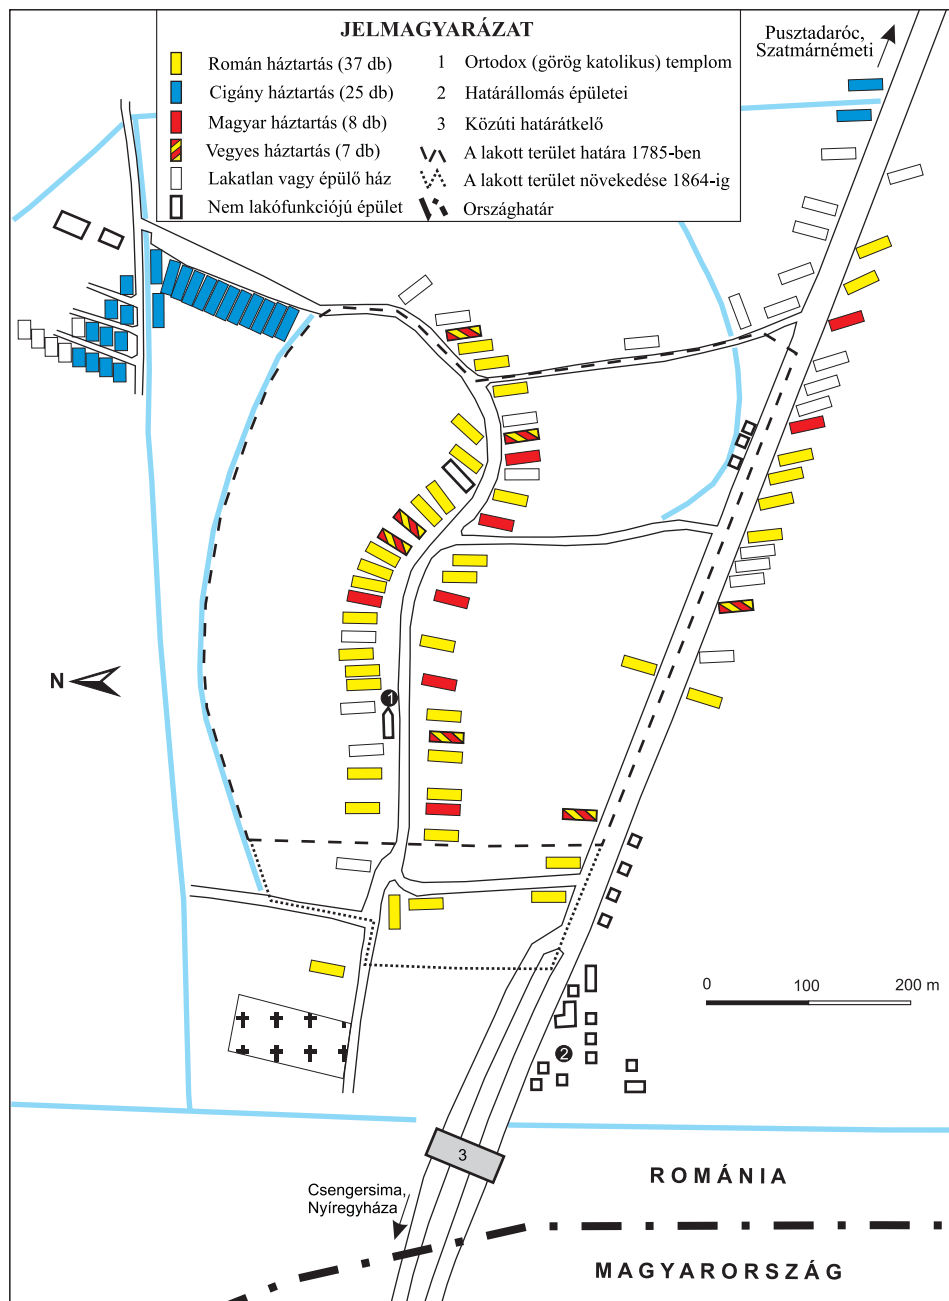 JELMAGYARÁZAT
Román háztartás (37 db)
Cigány háztartás (25 db)
Magyar háztartás (8 db)
Vegyes háztartás (7 db)
Lakatlan vagy épülő ház
Nem lakófunkciójú épület
1 Ortodox (görög katolikus) templom
2 Határállomás épületei
3 Közúti határátkelő
A lakott terület határa 1785-ben
A lakott terület növekedése 1864-ig
Országhatár
Pusztadaróc,
Szatmárnémeti
N
1
0 100 200 m
2
3
Csengersima,
Nyíregyháza
ROMÁNIA
MAGYARORSZÁG